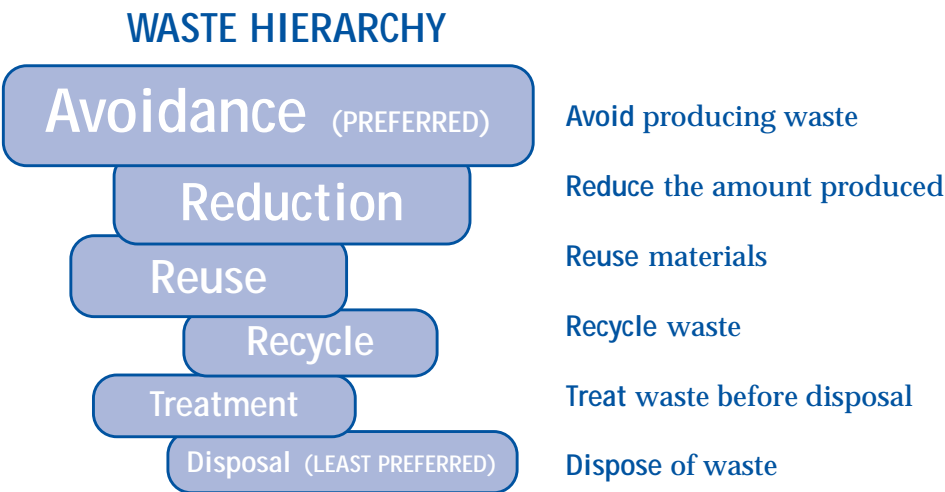 WASTE HIERARCHY
Avoidance (PREFERRED)
Avoid producing waste
Reduction
Reduce the amount produced
Reuse
Reuse materials
Recycle
Recycle waste
Treatment
Treat waste before disposal
Disposal (LEAST PREFERRED)
Dispose of waste